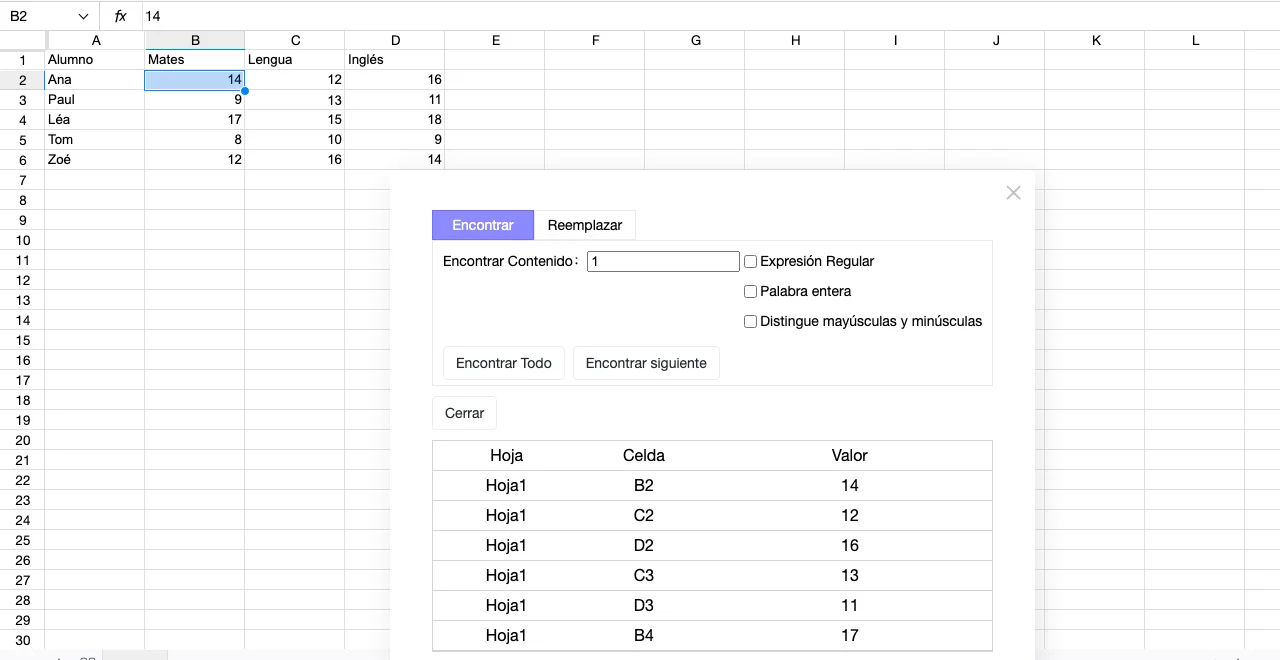 B2 fx 14
A B C D E F G H I J K L
1 Alumno Mates Lengua Inglés
2 Ana 14 12 16
3 Paul 9 13 11
4 Léa 17 15 18
5 Tom 8 10 9
6 Zoé 12 16 14
7
8
9
10
11
12
13
14
15
16
17
18
19
20
21
22
23
24
25
26
27
28
29
30
Encontrar Reemplazar
Encontrar Contenido: 1 Expresión Regular
Palabra entera
Distingue mayúsculas y minúsculas
Encontrar Todo Encontrar siguiente
Cerrar
Hoja Celda Valor
Hoja1 B2 14
Hoja1 C2 12
Hoja1 D2 16
Hoja1 C3 13
Hoja1 D3 11
Hoja1 B4 17